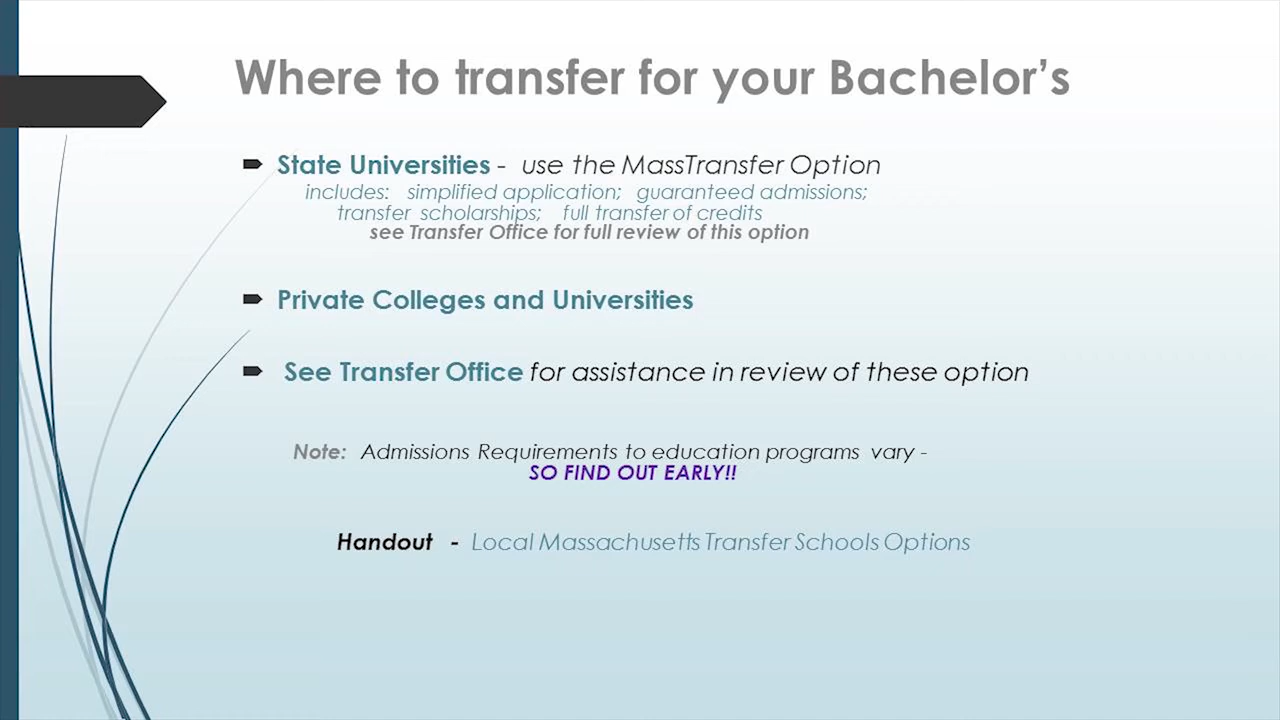 Where to transfer for your Bachelor’s
State Universities - use the MassTransfer Option
includes: simplified application; guaranteed admissions;
transfer scholarships; full transfer of credits
see Transfer Office for full review of this option
Private Colleges and Universities
See Transfer Office for assistance in review of these option
Note: Admissions Requirements to education programs vary -
SO FIND OUT EARLY!!
Handout - Local Massachusetts Transfer Schools Options